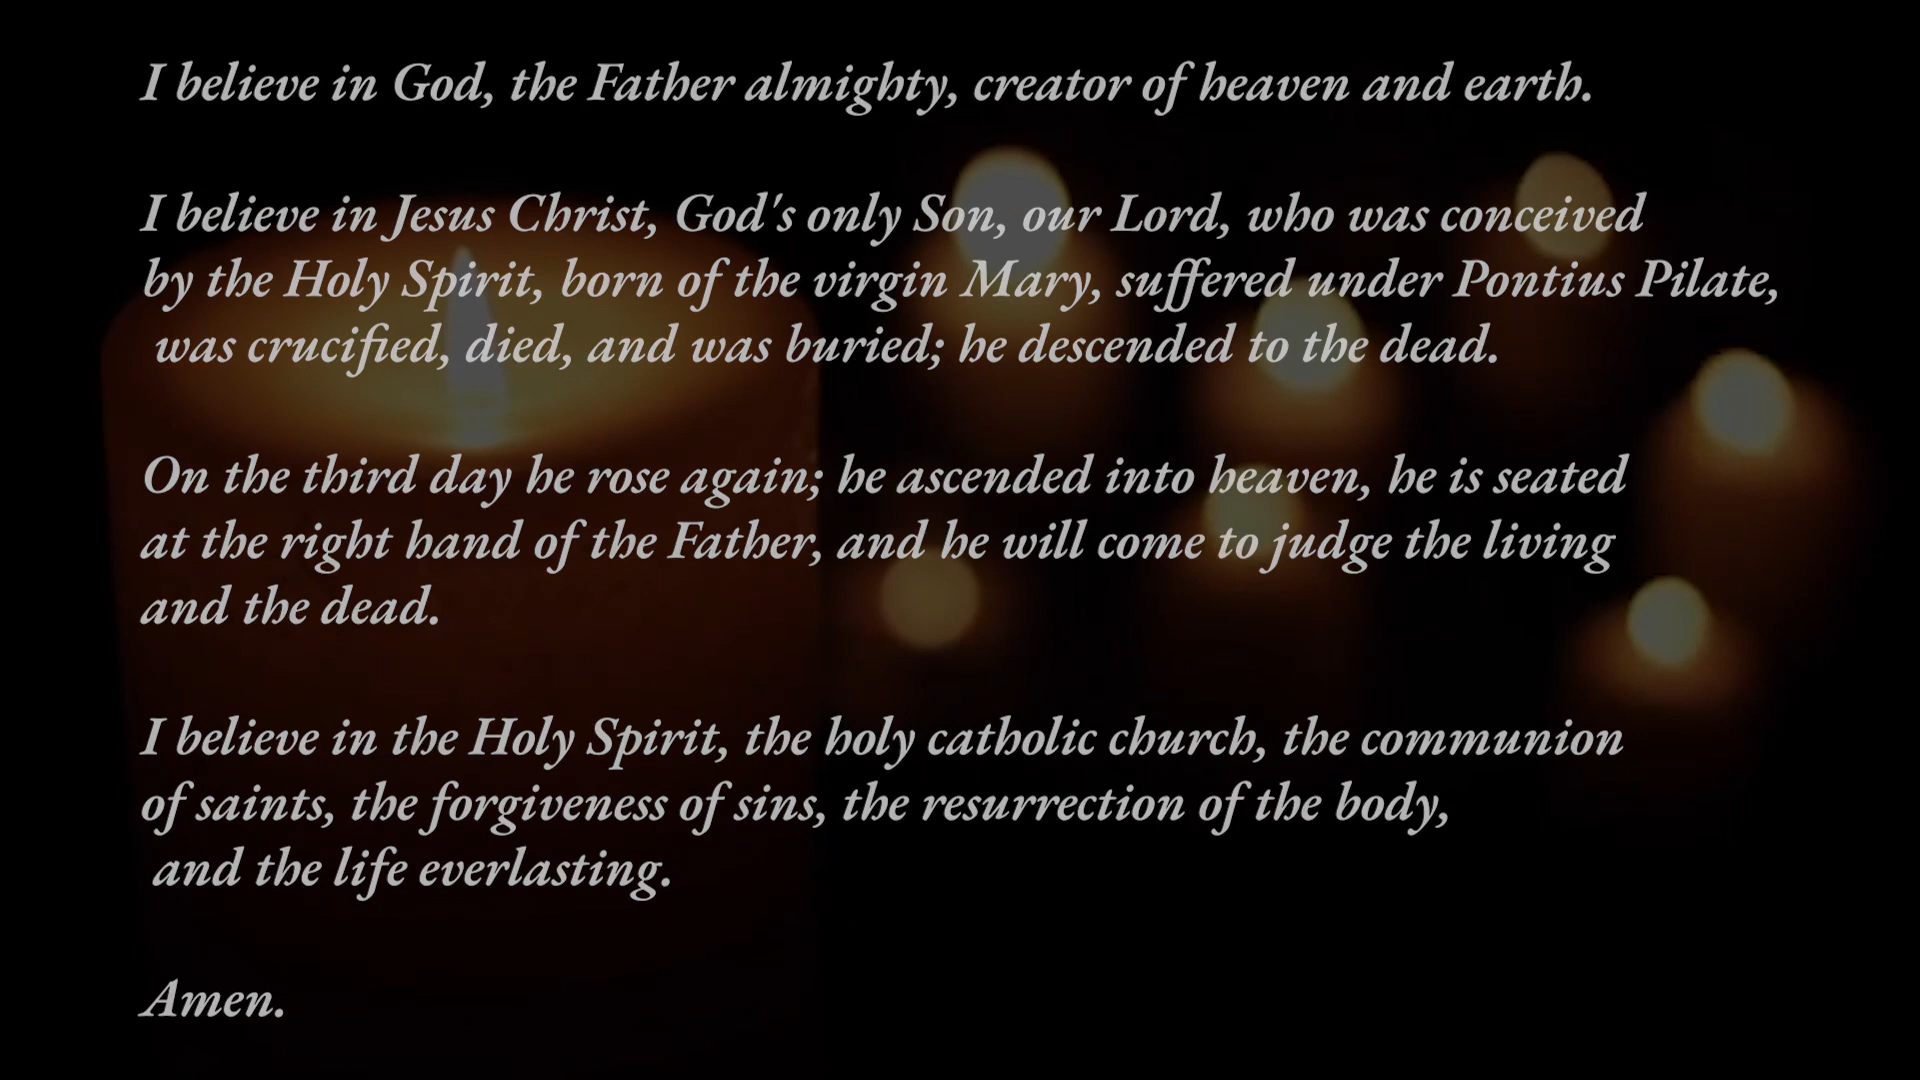 I believe in God, the Father almighty, creator of heaven and earth.
I believe in Jesus Christ, God's only Son, our Lord, who was conceived
by the Holy Spirit, born of the virgin Mary, suffered under Pontius Pilate,
was crucified, died, and was buried; he descended to the dead.
On the third day he rose again; he ascended into heaven, he is seated
at the right hand of the Father, and he will come to judge the living
and the dead.
I believe in the Holy Spirit, the holy catholic church, the communion
of saints, the forgiveness of sins, the resurrection of the body,
and the life everlasting.
Amen.